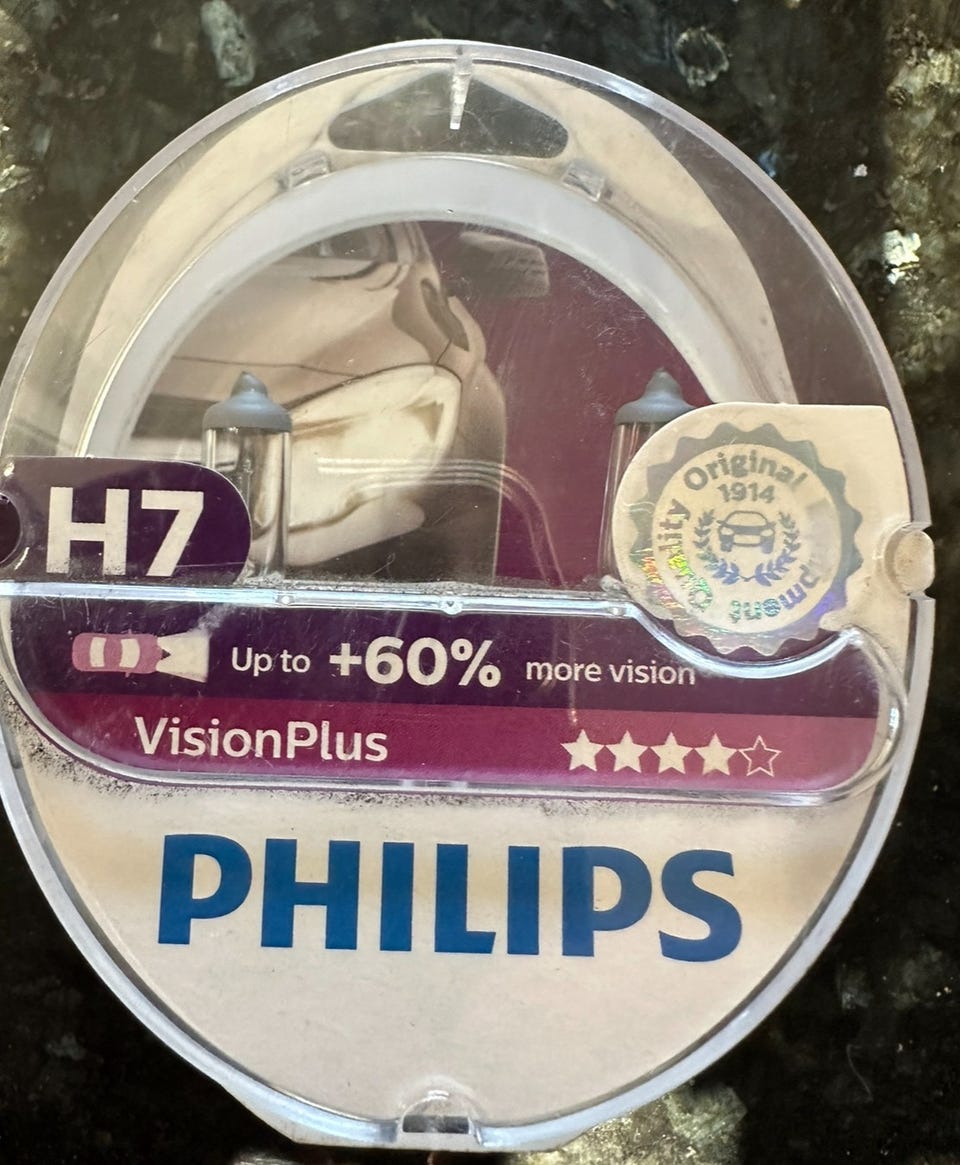 Original
1914
Quality
H7
Up to +60% more vision
VisionPlus
PHILIPS